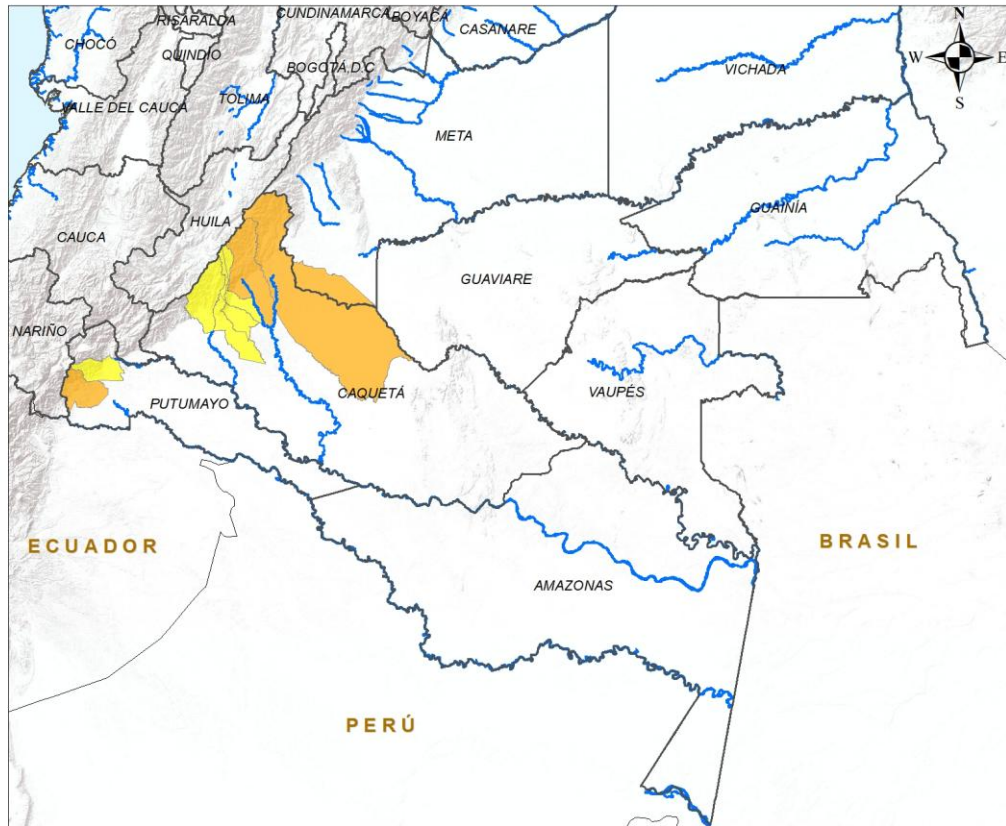 CUNDINAMARCA
BOYACÁ
RISARALDA
CASANARE
N
CHOCÓ
QUINDÍO
BOGOTÁ D.C
W
E
VICHADA
S
VALLE DEL CAUCA
TOLIMA
META
HUILA
GUAINÍA
CAUCA
GUAVIARE
NARIÑO
CAQUETÁ
VAUPÉS
PUTUMAYO
ECUADOR
BRASIL
AMAZONAS
PERÚ